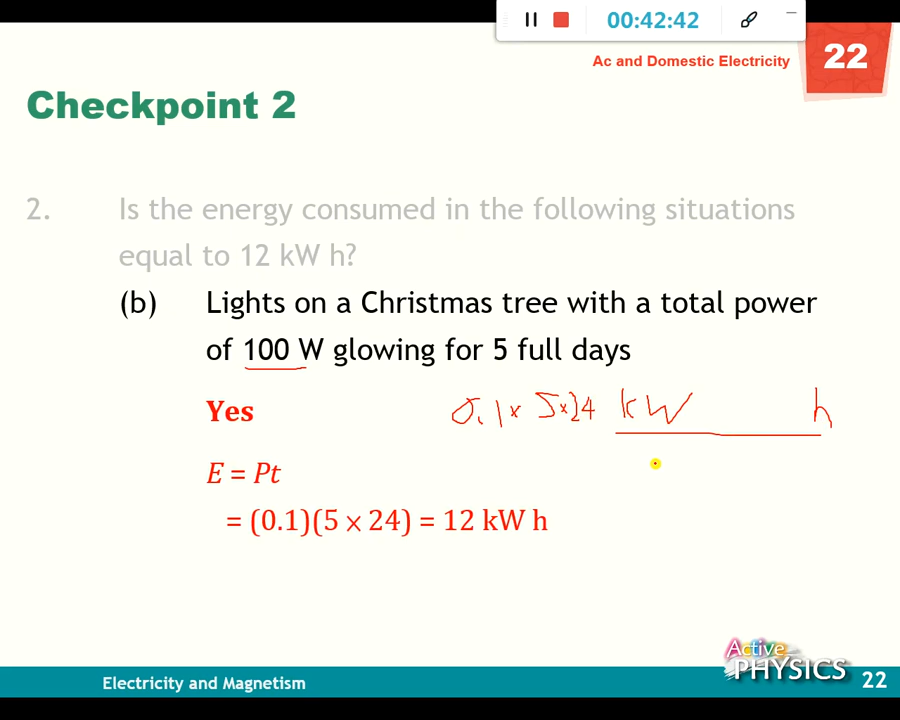 00:42:42
Ac and Domestic Electricity 22
Checkpoint 2
2. Is the energy consumed in the following situations
equal to 12 kW h?
(b) Lights on a Christmas tree with a total power
of 100 W glowing for 5 full days
Yes
0.1 × 5×24 kW h
E = Pt
= (0.1)(5 × 24) = 12 kW h
Active
PHYSICS
Electricity and Magnetism 22